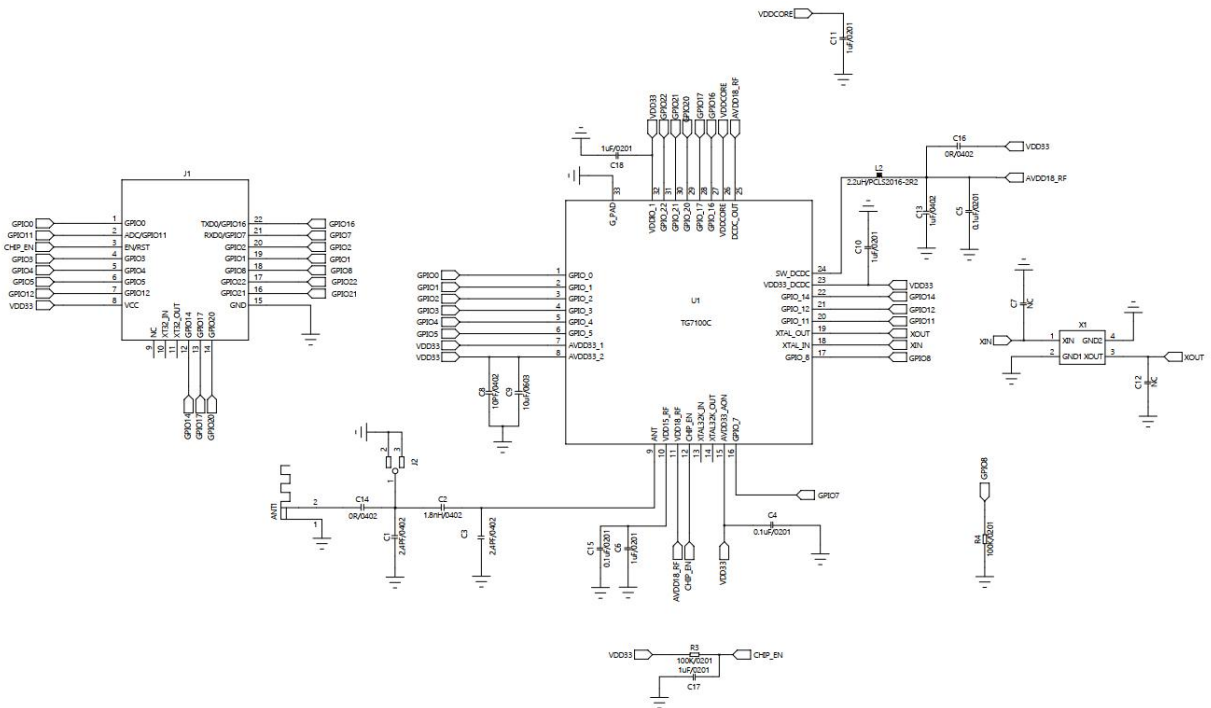 VDDCORE
C11
1uF/0201
VDD33
GPIO22
GPIO21
GPIO20
GPIO17
GPIO16
VDDCORE
AVDD18_RF
1uF/0201
C18
33
32
31
30
29
28
27
26
25
G_PAD
VDDIO_1
GPIO_22
GPIO_21
GPIO_20
GPIO_17
GPIO_16
VDDCORE
DCDC_OUT
C16
0R/0402
VDD33
L2
2.2uH/PCLS2016-2R2
AVDD18_RF
C13
1uF/0402
C5
0.1uF/0201
C10
1uF/0201
J1
GPIO0 1 GPIO0
GPIO11 2 ADC/GPIO11
CHIP_EN 3 EN/RST
GPIO3 4 GPIO3
GPIO4 5 GPIO4
GPIO5 6 GPIO5
GPIO12 7 GPIO12
VDD33 8 VCC
TXD0/GPIO16 22 GPIO16
RXD0/GPIO7 21 GPIO7
GPIO2 20 GPIO2
GPIO1 19 GPIO1
GPIO8 18 GPIO8
GPIO22 17 GPIO22
GPIO21 16 GPIO21
GND 15
NC
XT32_IN
XT32_OUT
GPIO14
GPIO17
GPIO20
9
10
11
12
13
14
GPIO14
GPIO17
GPIO20
GPIO0 1 GPIO_0
GPIO1 2 GPIO_1
GPIO2 3 GPIO_2
GPIO3 4 GPIO_3
GPIO4 5 GPIO_4
GPIO5 6 GPIO_5
VDD33 7 AVDD33_1
VDD33 8 AVDD33_2
U1
TG7100C
SW_DCDC 24
VDD33_DCDC 23 VDD33
GPIO_14 22 GPIO14
GPIO_12 21 GPIO12
GPIO_11 20 GPIO11
XTAL_OUT 19 XOUT
XTAL_IN 18 XIN
GPIO_8 17 GPIO8
C8
10PF/0402
C9
10uF/0603
C7
NC
X1
XIN 1 XIN
2 GND1
GND2 4
XOUT 3 XOUT
C12
NC
ANT
VDD15_RF
VDD18_RF
CHIP_EN
XTAL32K_IN
XTAL32K_OUT
AVDD33_AON
GPIO_7
9
10
11
12
13
14
15
16
2
3
J2
1
ANT1
2
1
C14
0R/0402
C2
1.8nH/0402
C1
2.4PF/0402
C3
2.4PF/0402
GPIO7
C15
0.1uF/0201
C6
1uF/0201
AVDD18_RF
CHIP_EN
VDD33
C4
0.1uF/0201
GPIO8
R4
100K/0201
VDD33
R3
100K/0201
CHIP_EN
1uF/0201
C17